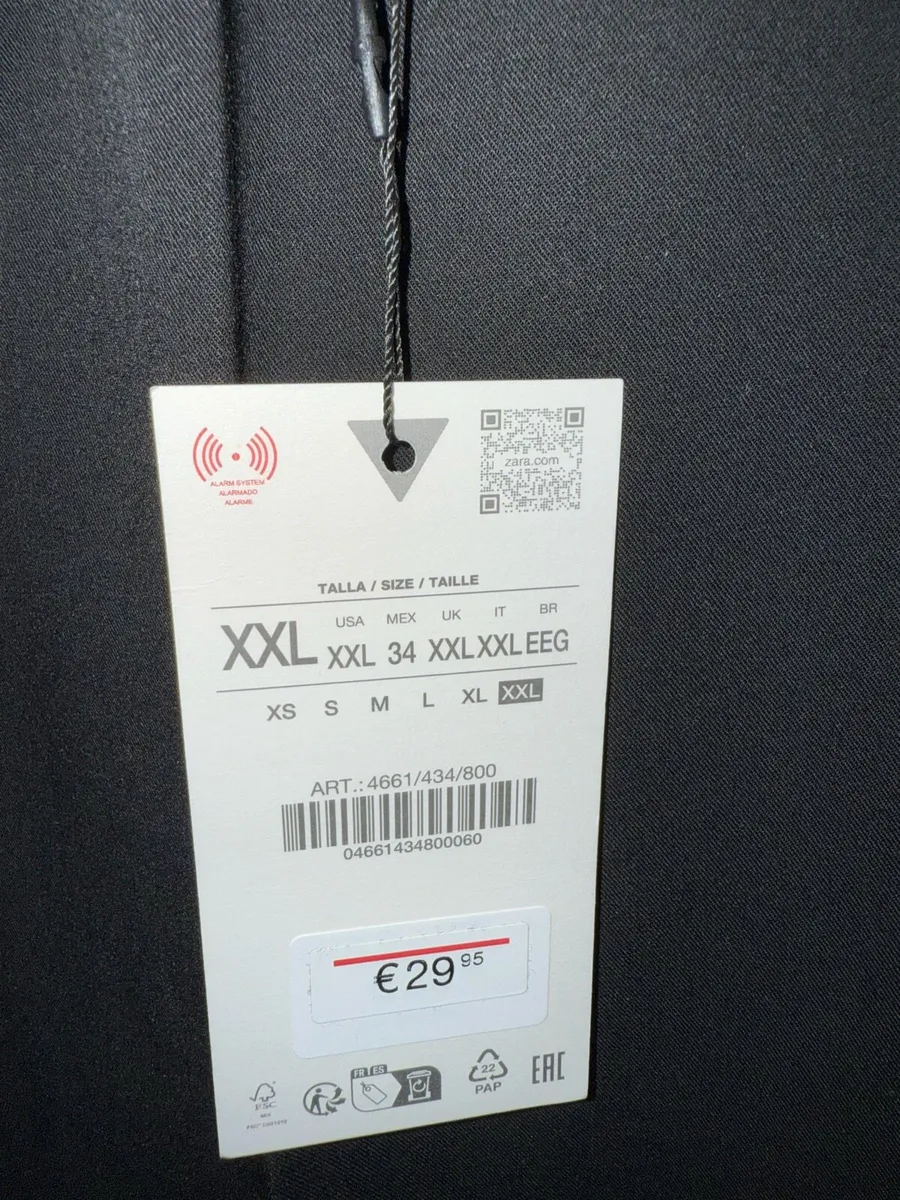 ALARM SYSTEM
ALARMADO
ALARME
zara.com
TALLA / SIZE / TAILLE
XXL
USA MEX UK IT BR
XXL 34 XXL XXL EEG
XS S M L XL XXL
ART.: 4661/434/800
04661434800060
€29 95
FR ES
FSC
MIX
22
PAP
EAC